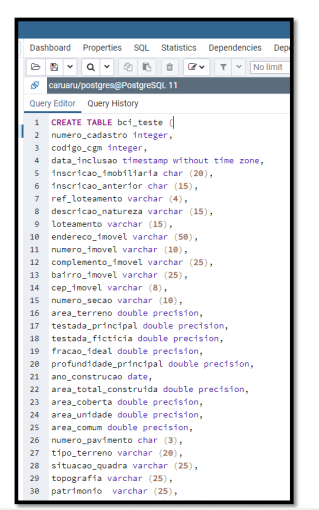 Dashboard Properties SQL Statistics Dependencies
No limit
caruaru/postgres@PostgreSQL 11
Query Editor Query History
1 CREATE TABLE bci_teste (
2 numero_cadastro integer,
3 codigo_cgm integer,
4 data_inclusao timestamp without time zone,
5 inscricao_imobiliaria char (20),
6 inscricao_anterior char (15),
7 ref_loteamento varchar (4),
8 descricao_natureza varchar (15),
9 loteamento varchar (15),
10 endereco_imovel varchar (50),
11 numero_imovel varchar (10),
12 complemento_imovel varchar (25),
13 bairro_imovel varchar (25),
14 cep_imovel varchar (8),
15 numero_secao varchar (10),
16 area_terreno double precision,
17 testada_principal double precision,
18 testada_ficticia double precision,
19 fracao_ideal double precision,
20 profundidade_principal double precision,
21 ano_construcao date,
22 area_total_construida double precision,
23 area_coberta double precision,
24 area_unidade double precision,
25 area_comum double precision,
26 numero_pavimento char (3),
27 tipo_terreno varchar (20),
28 situacao_quadra varchar (25),
29 topografia varchar (25),
30 patrimonio varchar (25),